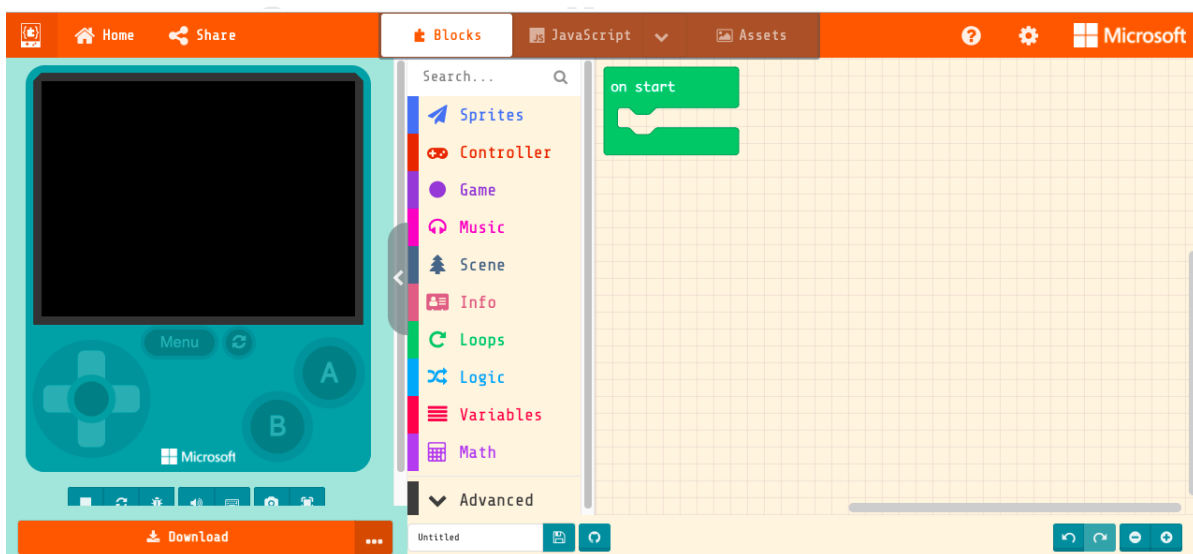 Home
Share
Blocks
JS JavaScript
Assets
Microsoft
Menu
A
B
Microsoft
Download
Search...
Sprites
Controller
Game
Music
Scene
Info
Loops
Logic
Variables
Math
Advanced
Untitled
on start